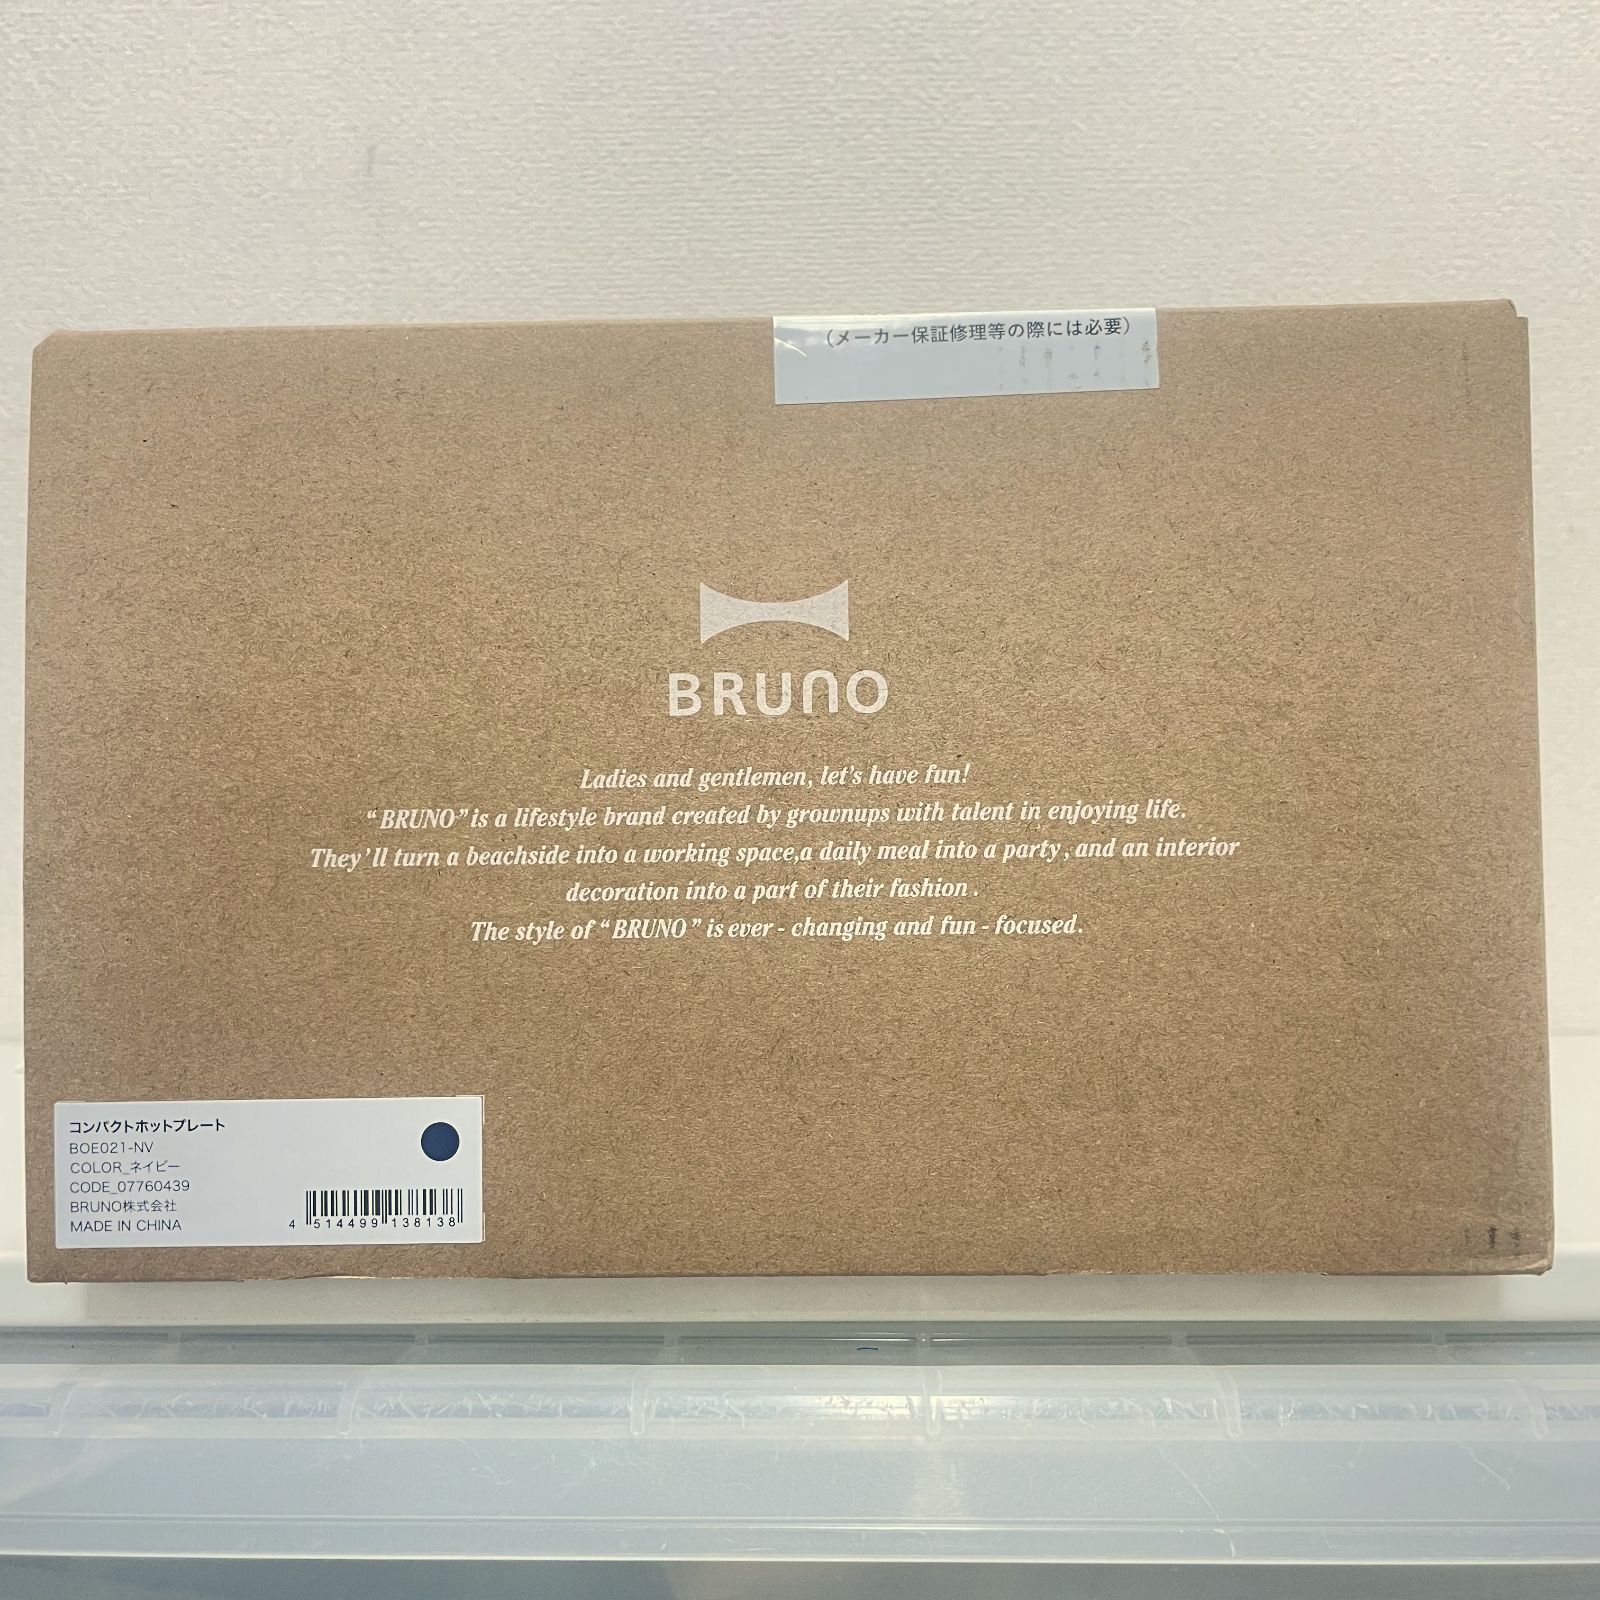 (メーカー保証修理等の際には必要)
BRUNO
Ladies and gentlemen, let's have fun!
“BRUNO”is a lifestyle brand created by grownups with talent in enjoying life.
They'll turn a beachside into a working space,a daily meal into a party, and an interior
decoration into a part of their fashion.
The style of “BRUNO” is ever - changing and fun - focused.
コンパクトホットプレート
BOE021-NV
COLOR_ネイビー
CODE_07760439
BRUNO株式会社
MADE IN CHINA
4 514499 138138